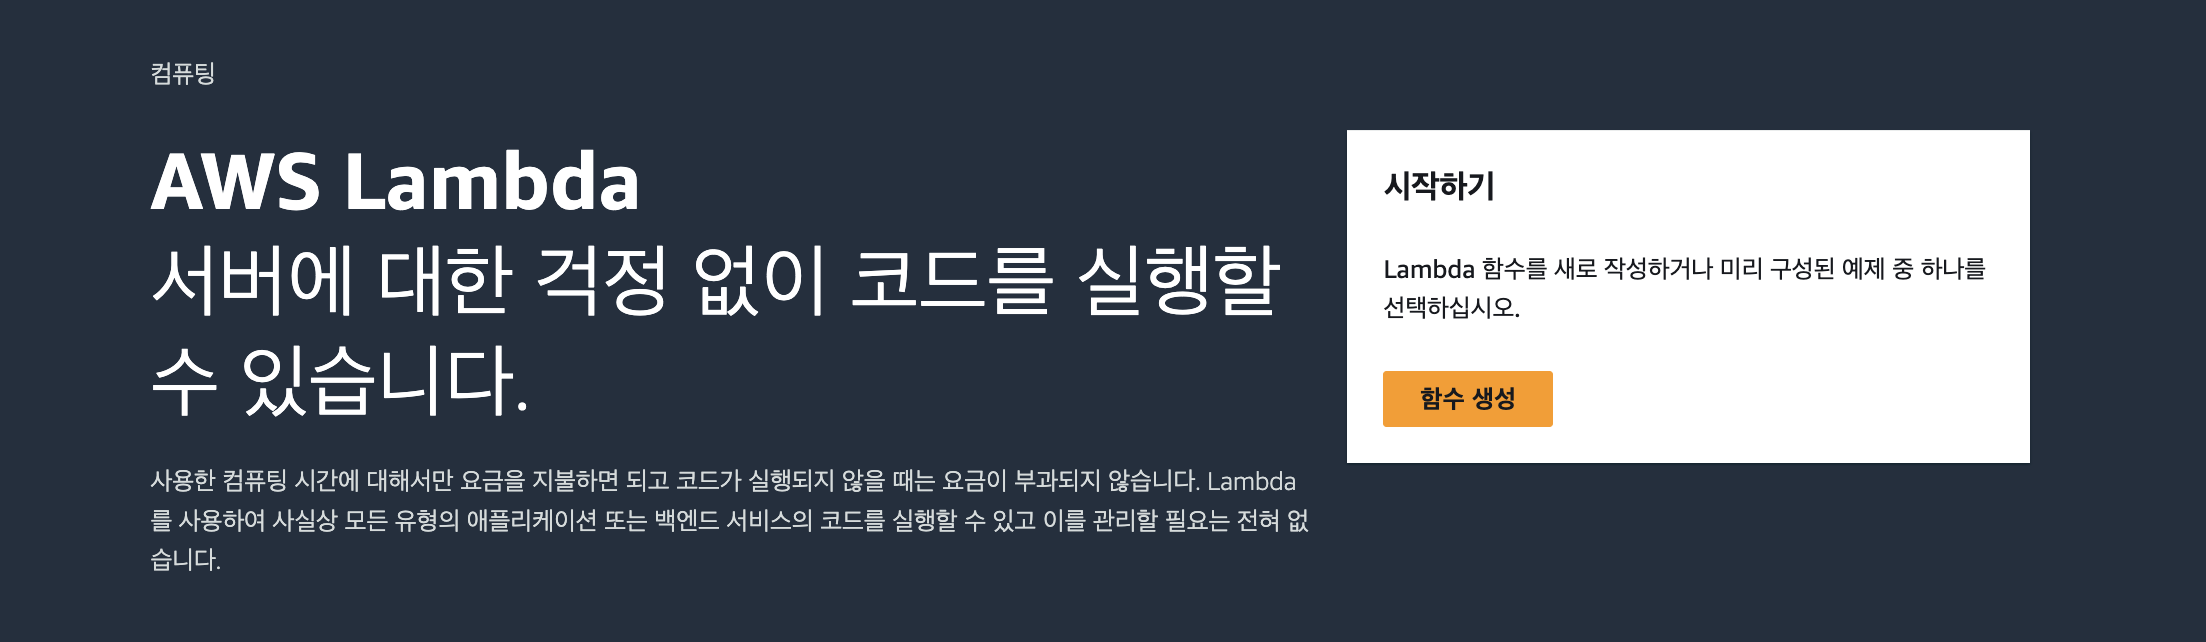 컴퓨팅
AWS Lambda
서버에 대한 걱정 없이 코드를 실행할
수 있습니다.
사용한 컴퓨팅 시간에 대해서만 요금을 지불하면 되고 코드가 실행되지 않을 때는 요금이 부과되지 않습니다. Lambda
를 사용하여 사실상 모든 유형의 애플리케이션 또는 백엔드 서비스의 코드를 실행할 수 있고 이를 관리할 필요는 전혀 없
습니다.
시작하기
Lambda 함수를 새로 작성하거나 미리 구성된 예제 중 하나를
선택하십시오.
함수 생성